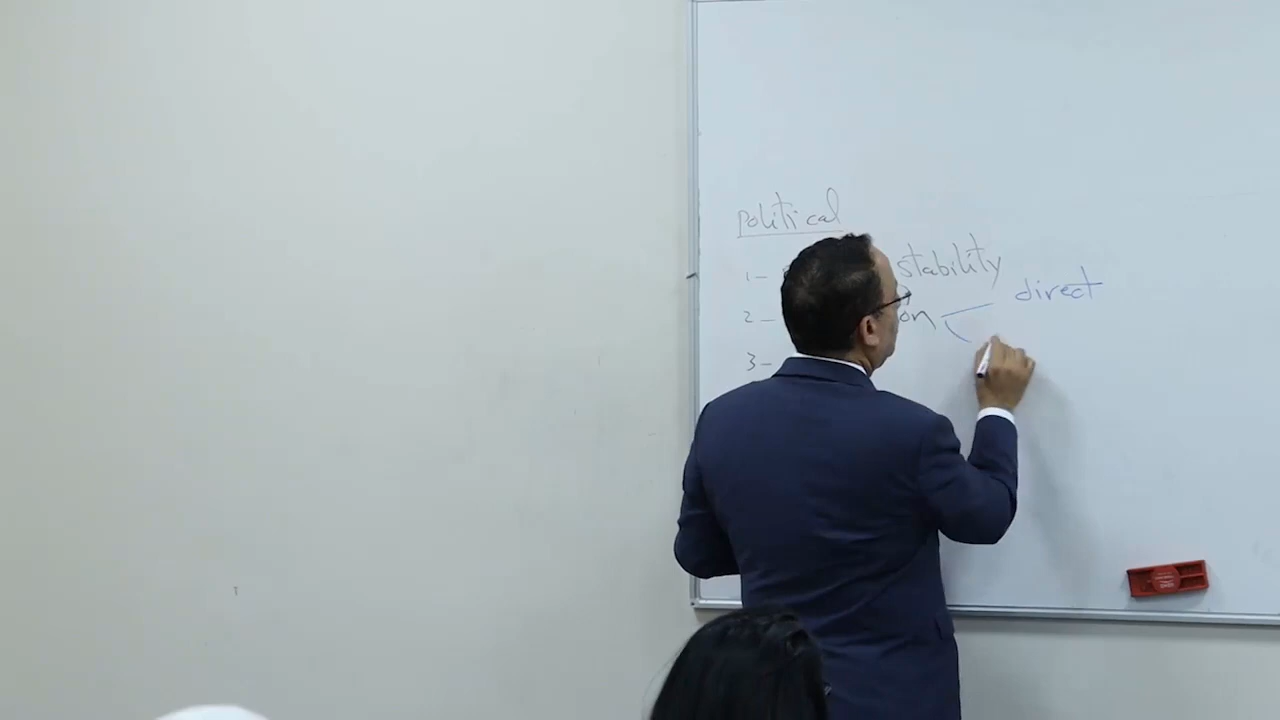 political
1- stability
2- on direct
3-